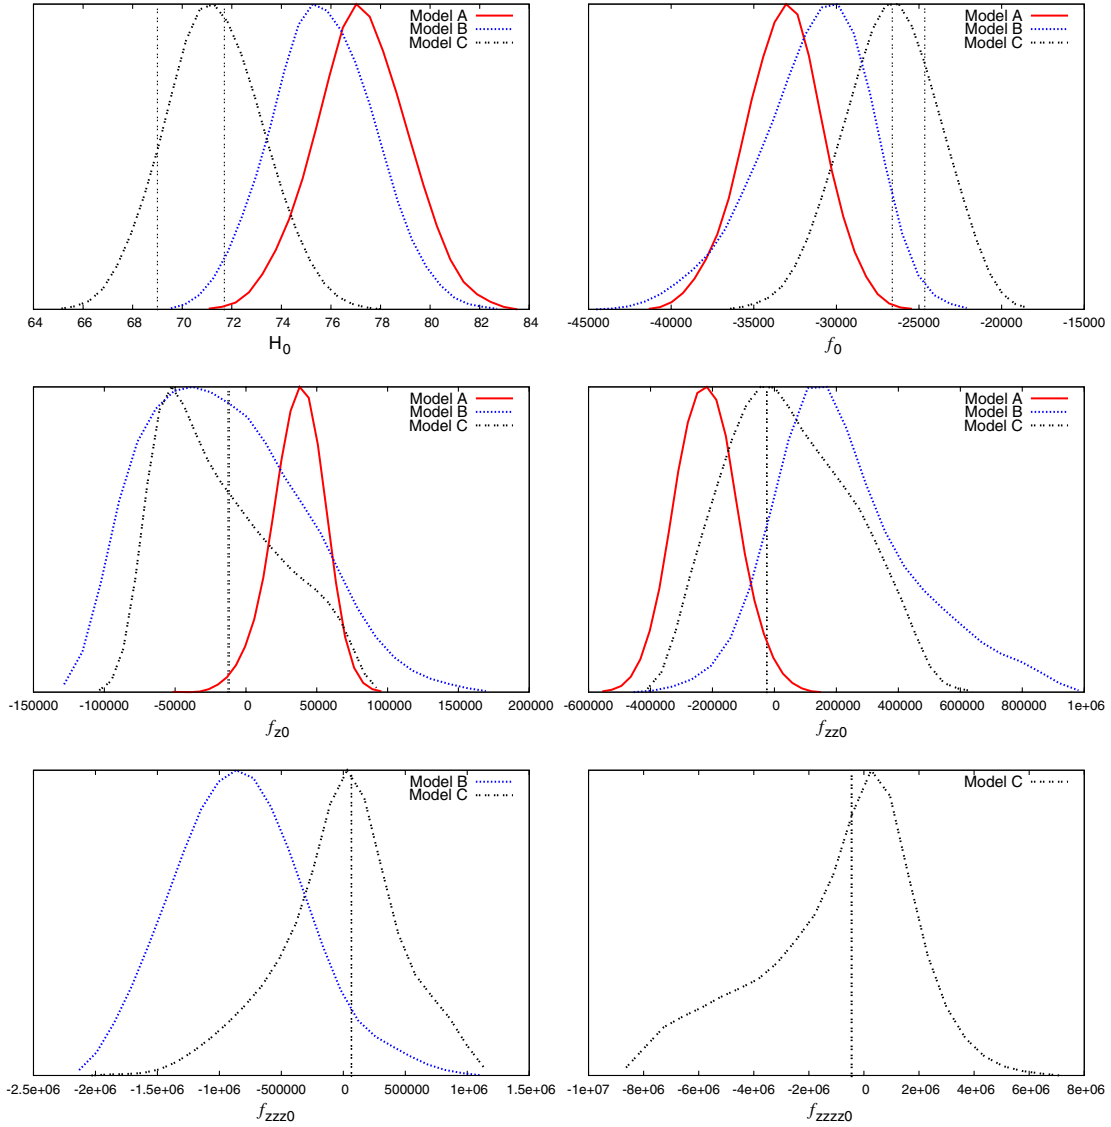 Model A
Model B
Model C
64 66 68 70 72 74 76 78 80 82 84
H0
Model A
Model B
Model C
-45000 -40000 -35000 -30000 -25000 -20000 -15000
f0
Model A
Model B
Model C
-150000 -100000 -50000 0 50000 100000 150000 200000
fz0
Model A
Model B
Model C
-600000 -400000 -200000 0 200000 400000 600000 800000 1e+06
fzz0
Model B
Model C
-2.5e+06 -2e+06 -1.5e+06 -1e+06 -500000 0 500000 1e+06 1.5e+06
fzzz0
Model C
-1e+07 -8e+06 -6e+06 -4e+06 -2e+06 0 2e+06 4e+06 6e+06 8e+06
fzzzz0